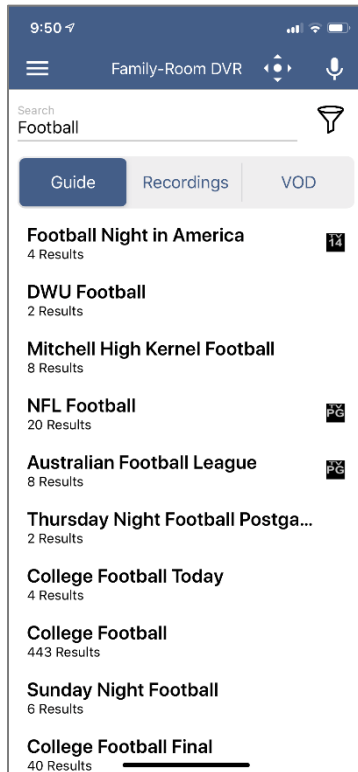 9:50
Family-Room DVR
Search
Football
Guide Recordings VOD
Football Night in America
TV 14
4 Results
DWU Football
2 Results
Mitchell High Kernel Football
8 Results
NFL Football
TV PG
20 Results
Australian Football League
TV PG
8 Results
Thursday Night Football Postga...
2 Results
College Football Today
4 Results
College Football
443 Results
Sunday Night Football
6 Results
College Football Final
40 Results